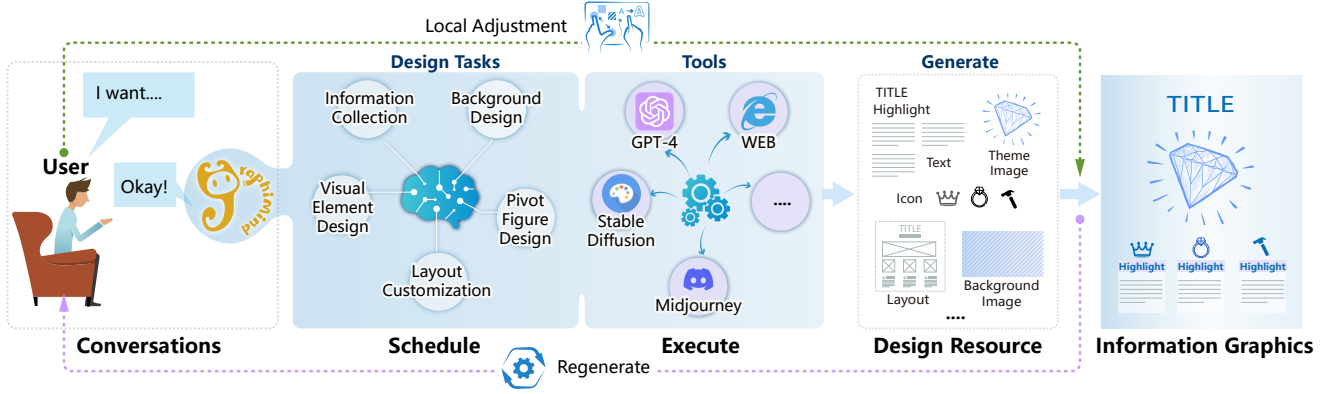 Local Adjustment
A
A
I want....
User
Okay!
Graphimind
Conversations
Design Tasks
Information
Collection
Background
Design
Visual
Element
Design
Pivot
Figure
Design
Layout
Customization
Schedule
Tools
GPT-4
WEB
Stable
Diffusion
....
Midjourney
Execute
Generate
TITLE
Highlight
Text
Theme
Image
Icon
TITLE
Layout
Background
Image
....
Design Resource
TITLE
Highlight
Highlight
Highlight
Information Graphics
Regenerate